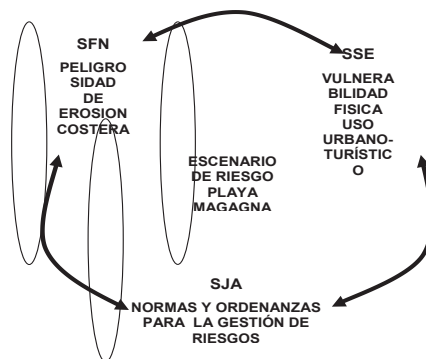 SFN
PELIGRO
SIDAD
DE
EROSION
COSTERA
SSE
VULNERA
BILIDAD
FISICA
USO
URBANO-
TURÍSTIC
O
ESCENARIO
DE RIESGO
PLAYA
MAGAGNA
SJA
NORMAS Y ORDENANZAS
PARA LA GESTIÓN DE
RIESGOS